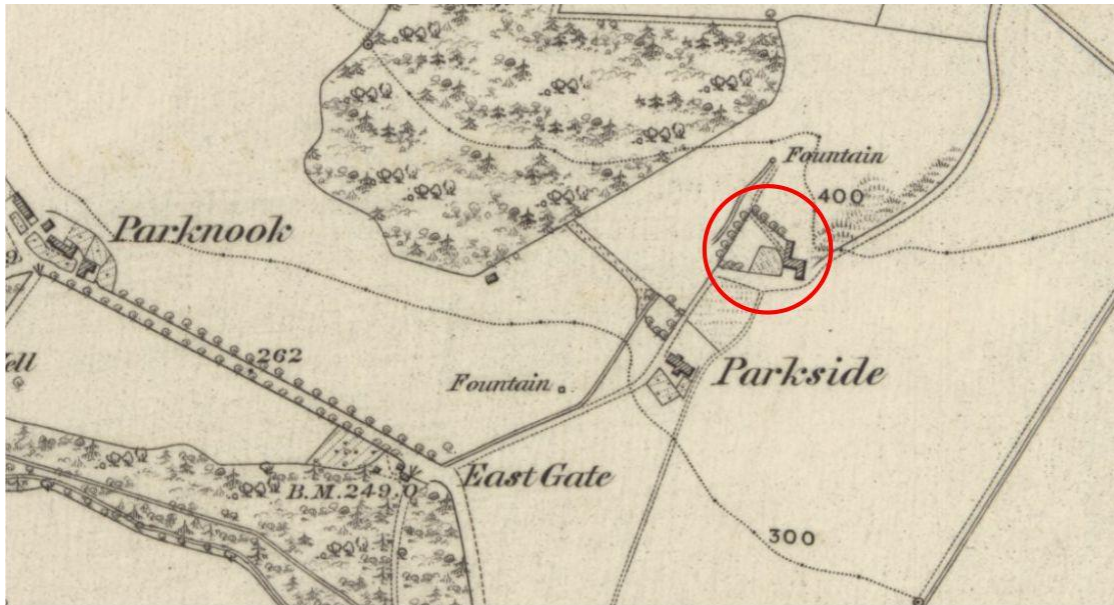 Fountain
400
Parknook
262
Parkside
Fountain
East Gate
B.M. 249.0
300